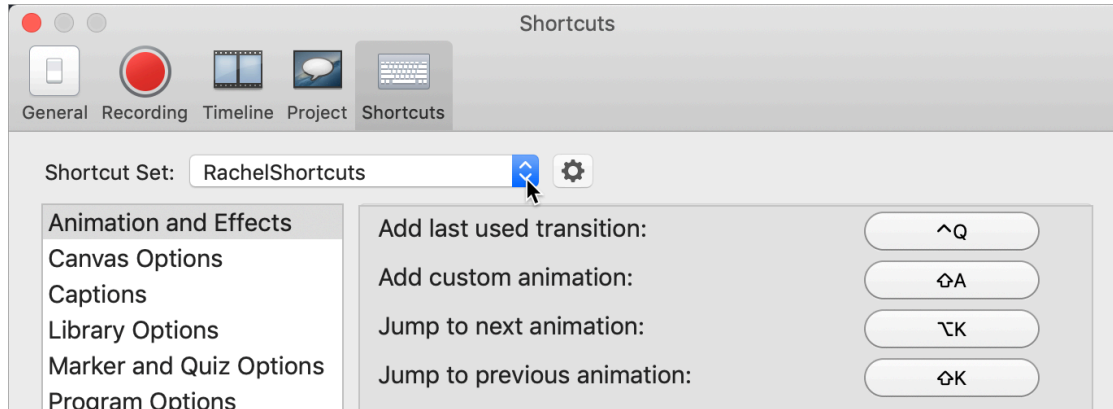 Shortcuts
General Recording Timeline Project Shortcuts
Shortcut Set: RachelShortcuts
Animation and Effects
Canvas Options
Captions
Library Options
Marker and Quiz Options
Program Options
Add last used transition: ^Q
Add custom animation: ⇧A
Jump to next animation: ⌥K
Jump to previous animation: ⇧K